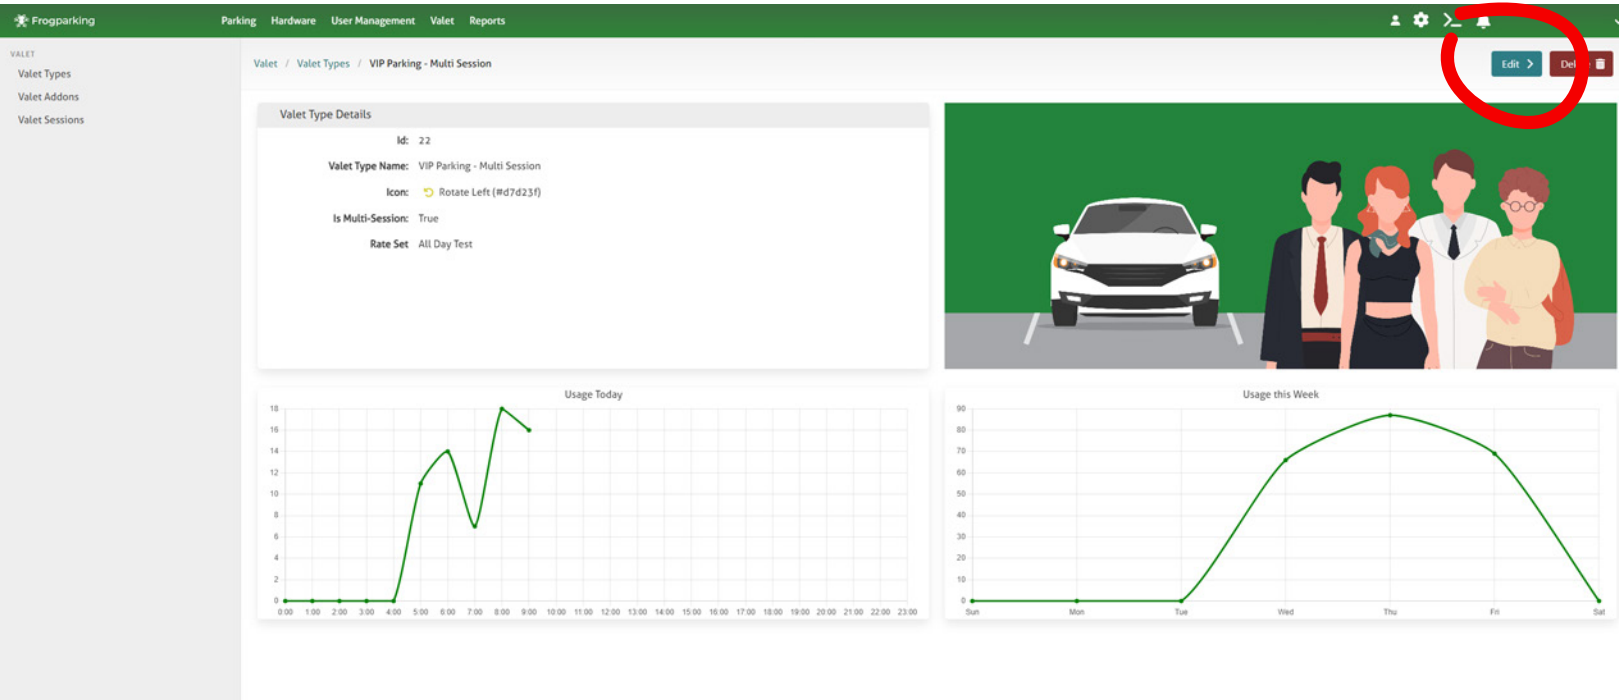 Frogparking
Parking Hardware User Management Valet Reports
VALET
Valet Types
Valet Addons
Valet Sessions
Valet / Valet Types / VIP Parking - Multi Session
Edit
Valet Type Details
Id: 22
Valet Type Name: VIP Parking - Multi Session
Icon: Rotate Left (#d7d23f)
Is Multi-Session: True
Rate Set All Day Test
Usage Today
18
16
14
12
10
8
6
4
2
0
0:00 1:00 2:00 3:00 4:00 5:00 6:00 7:00 8:00 9:00 10:00 11:00 12:00 13:00 14:00 15:00 16:00 17:00 18:00 19:00 20:00 21:00 22:00 23:00
Usage this Week
90
80
70
60
50
40
30
20
10
0
Sun Mon Tue Wed Thu Fri Sat